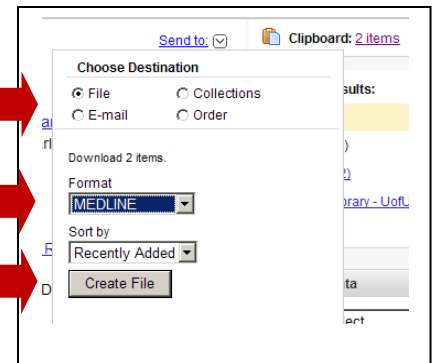 Send to: Clipboard: 2 items
Choose Destination
File Collections
E-mail Order
Download 2 items.
Format
MEDLINE
Sort by
Recently Added
Create File